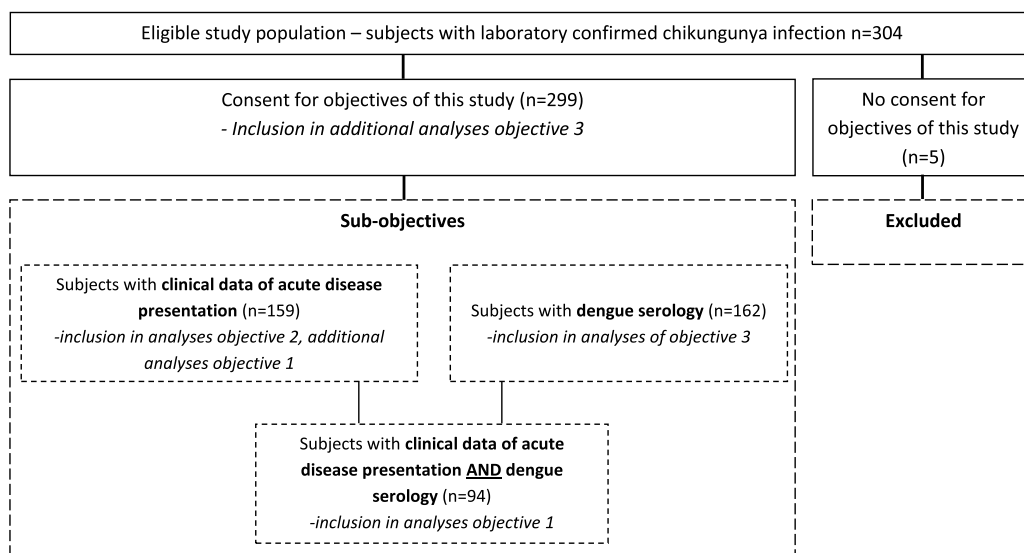 Eligible study population – subjects with laboratory confirmed chikungunya infection n=304
Consent for objectives of this study (n=299)
- Inclusion in additional analyses objective 3
No consent for
objectives of this study
(n=5)
Sub-objectives
Excluded
Subjects with clinical data of acute disease
presentation (n=159)
-inclusion in analyses objective 2, additional
analyses objective 1
Subjects with dengue serology (n=162)
-inclusion in analyses of objective 3
Subjects with clinical data of acute
disease presentation AND dengue
serology (n=94)
-inclusion in analyses objective 1